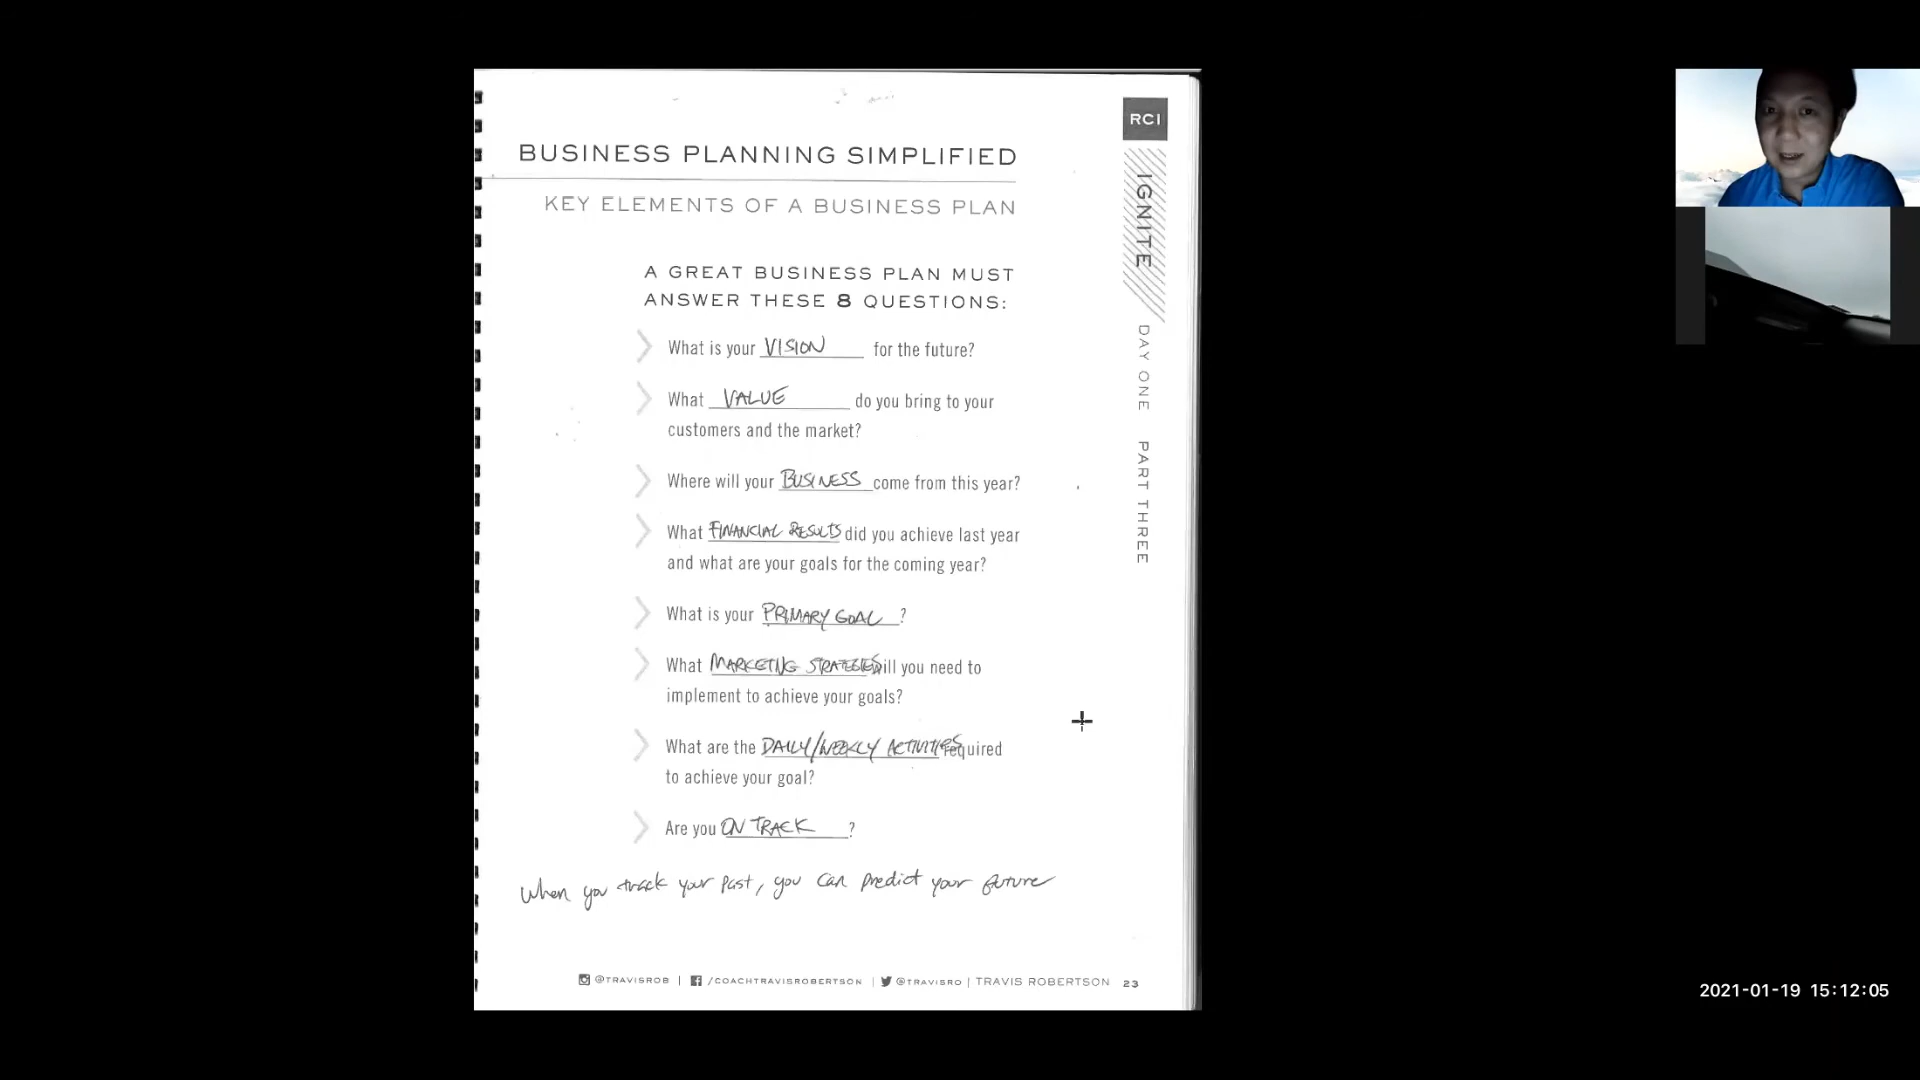 RCI
BUSINESS PLANNING SIMPLIFIED
KEY ELEMENTS OF A BUSINESS PLAN
IGNITE
A GREAT BUSINESS PLAN MUST
ANSWER THESE 8 QUESTIONS:
What is your VISION for the future?
What VALUE do you bring to your
customers and the market?
Where will your BUSINESS come from this year?
What FINANCIAL RESULTS did you achieve last year
and what are your goals for the coming year?
What is your PRIMARY GOAL ?
What MARKETING STRATEGIES will you need to
implement to achieve your goals?
What are the DAILY/WEEKLY ACTIVITIES required
to achieve your goal?
Are you ON TRACK ?
When you track your past, you can predict your future
DAY ONE PART THREE
@TRAVISROB | /COACHTRAVISROBERTSON | @TRAVISRO | TRAVIS ROBERTSON 23
2021-01-19 15:12:05